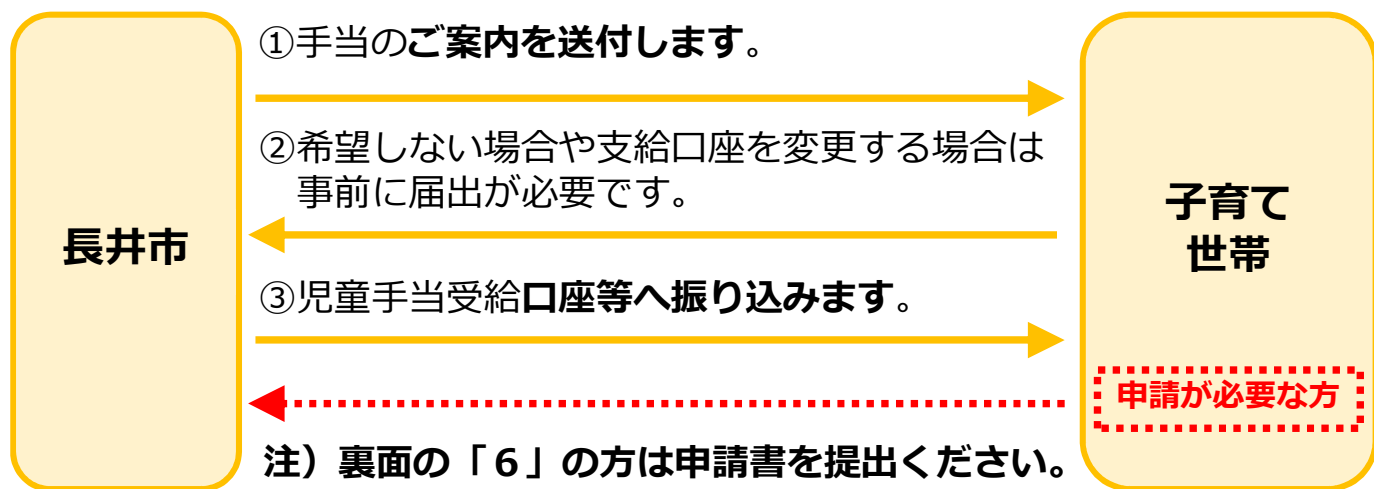 長井市
①手当のご案内を送付します。
②希望しない場合や支給口座を変更する場合は
事前に届出が必要です。
③児童手当受給口座等へ振り込みます。
注）裏面の「６」の方は申請書を提出ください。
子育て
世帯
申請が必要な方